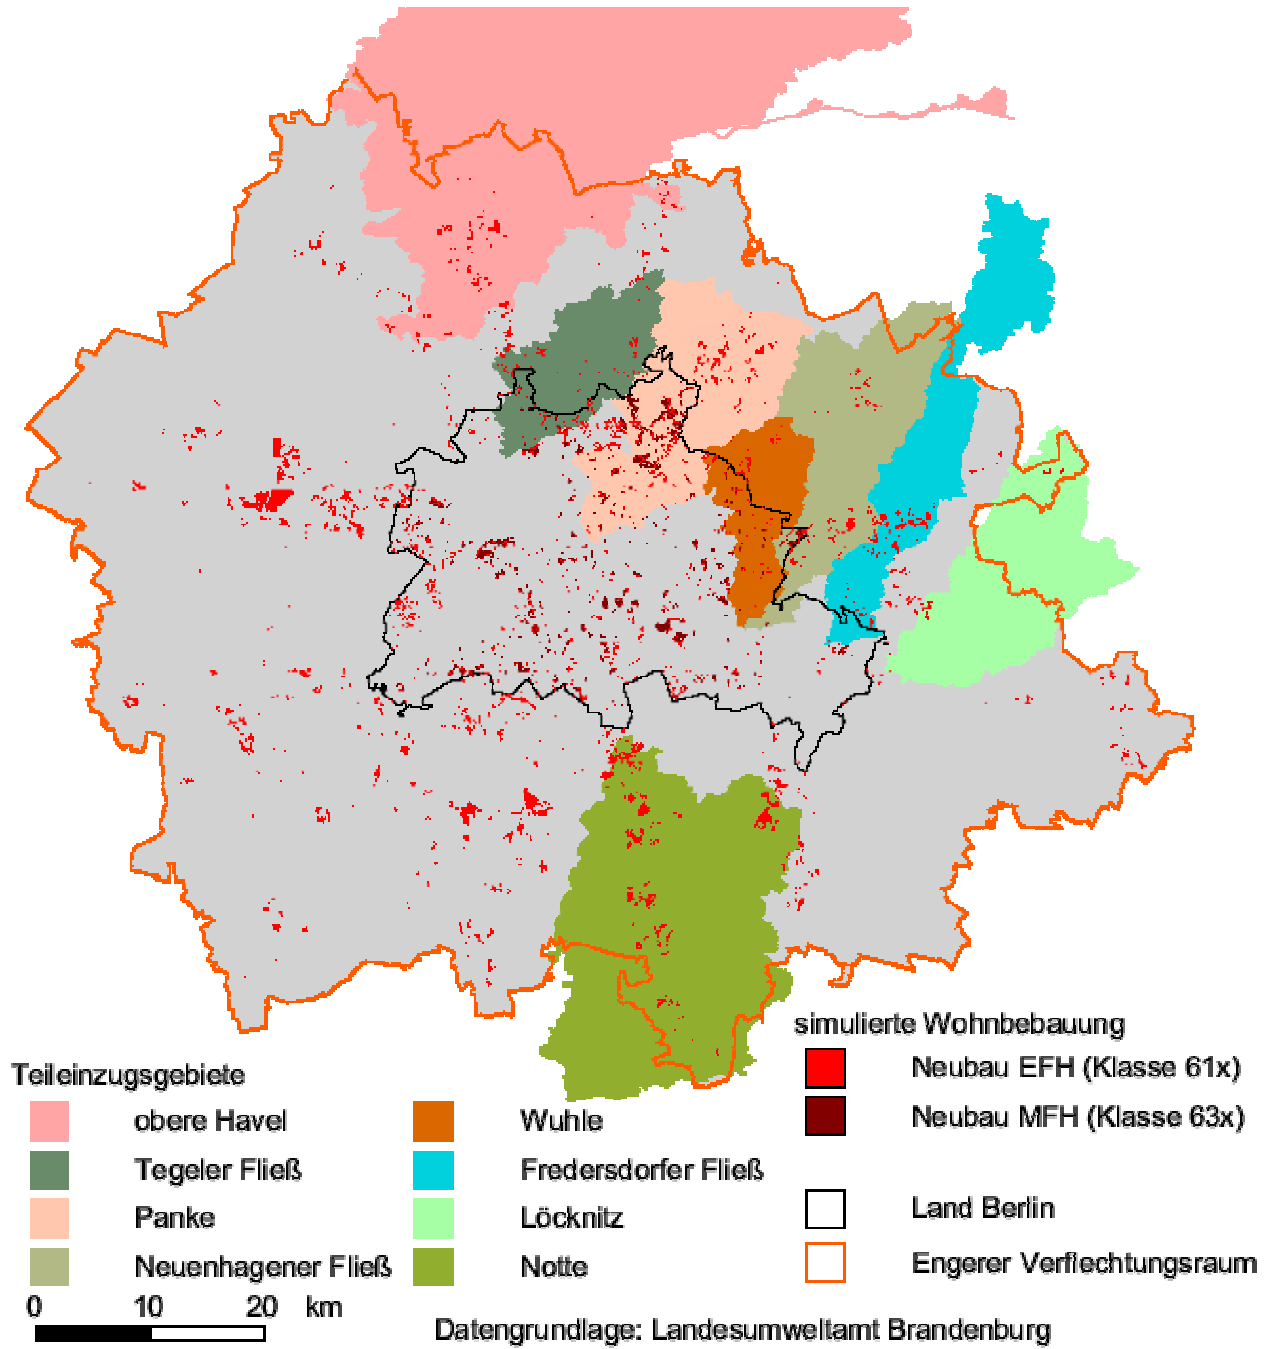 simulierte Wohnbebauung
Neubau EFH (Klasse 61x)
Neubau MFH (Klasse 63x)
Land Berlin
Engerer Verflechtungsraum
Teileinzugsgebiete
obere Havel
Tegeler Fließ
Panke
Neuenhagener Fließ
Wuhle
Fredersdorfer Fließ
Löcknitz
Notte
0 10 20 km
Datengrundlage: Landesumweltamt Brandenburg